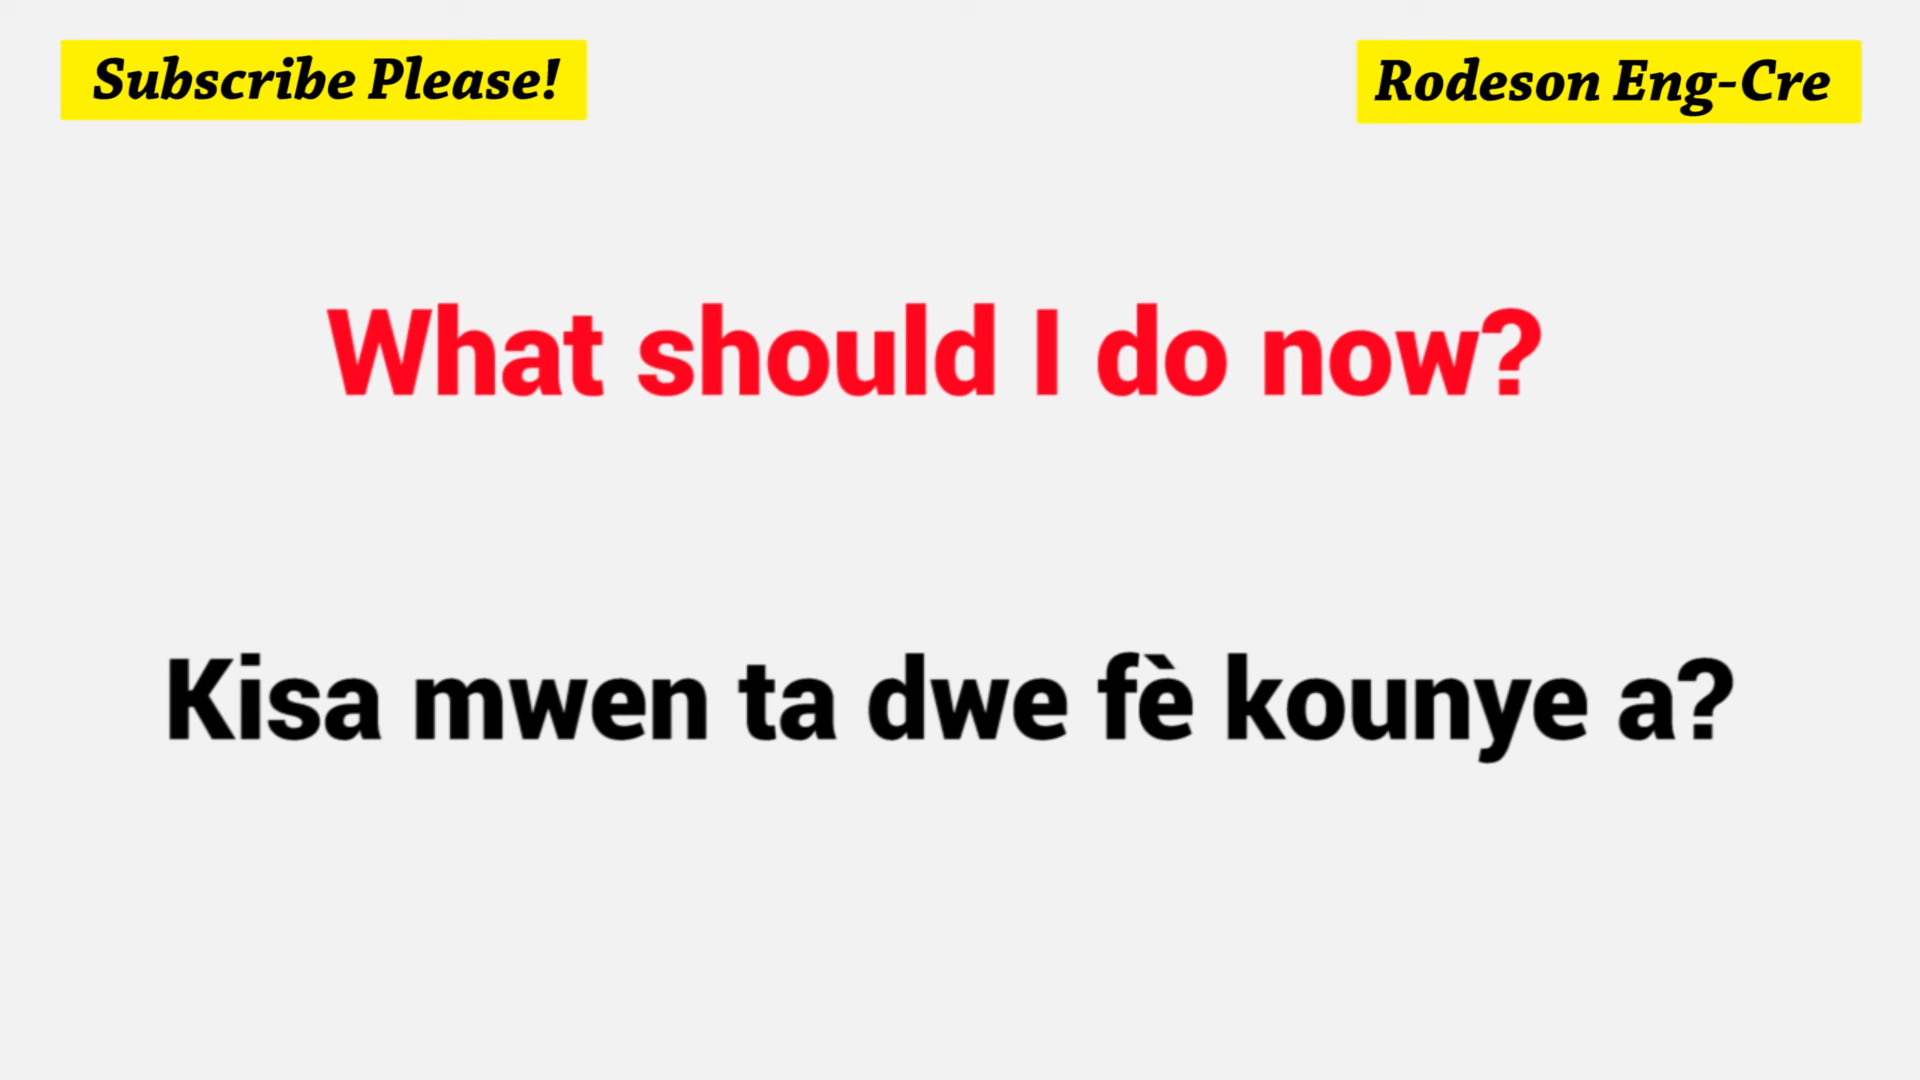 Subscribe Please!
Rodeson Eng-Cre
What should I do now?
Kisa mwen ta dwe fè kounye a?